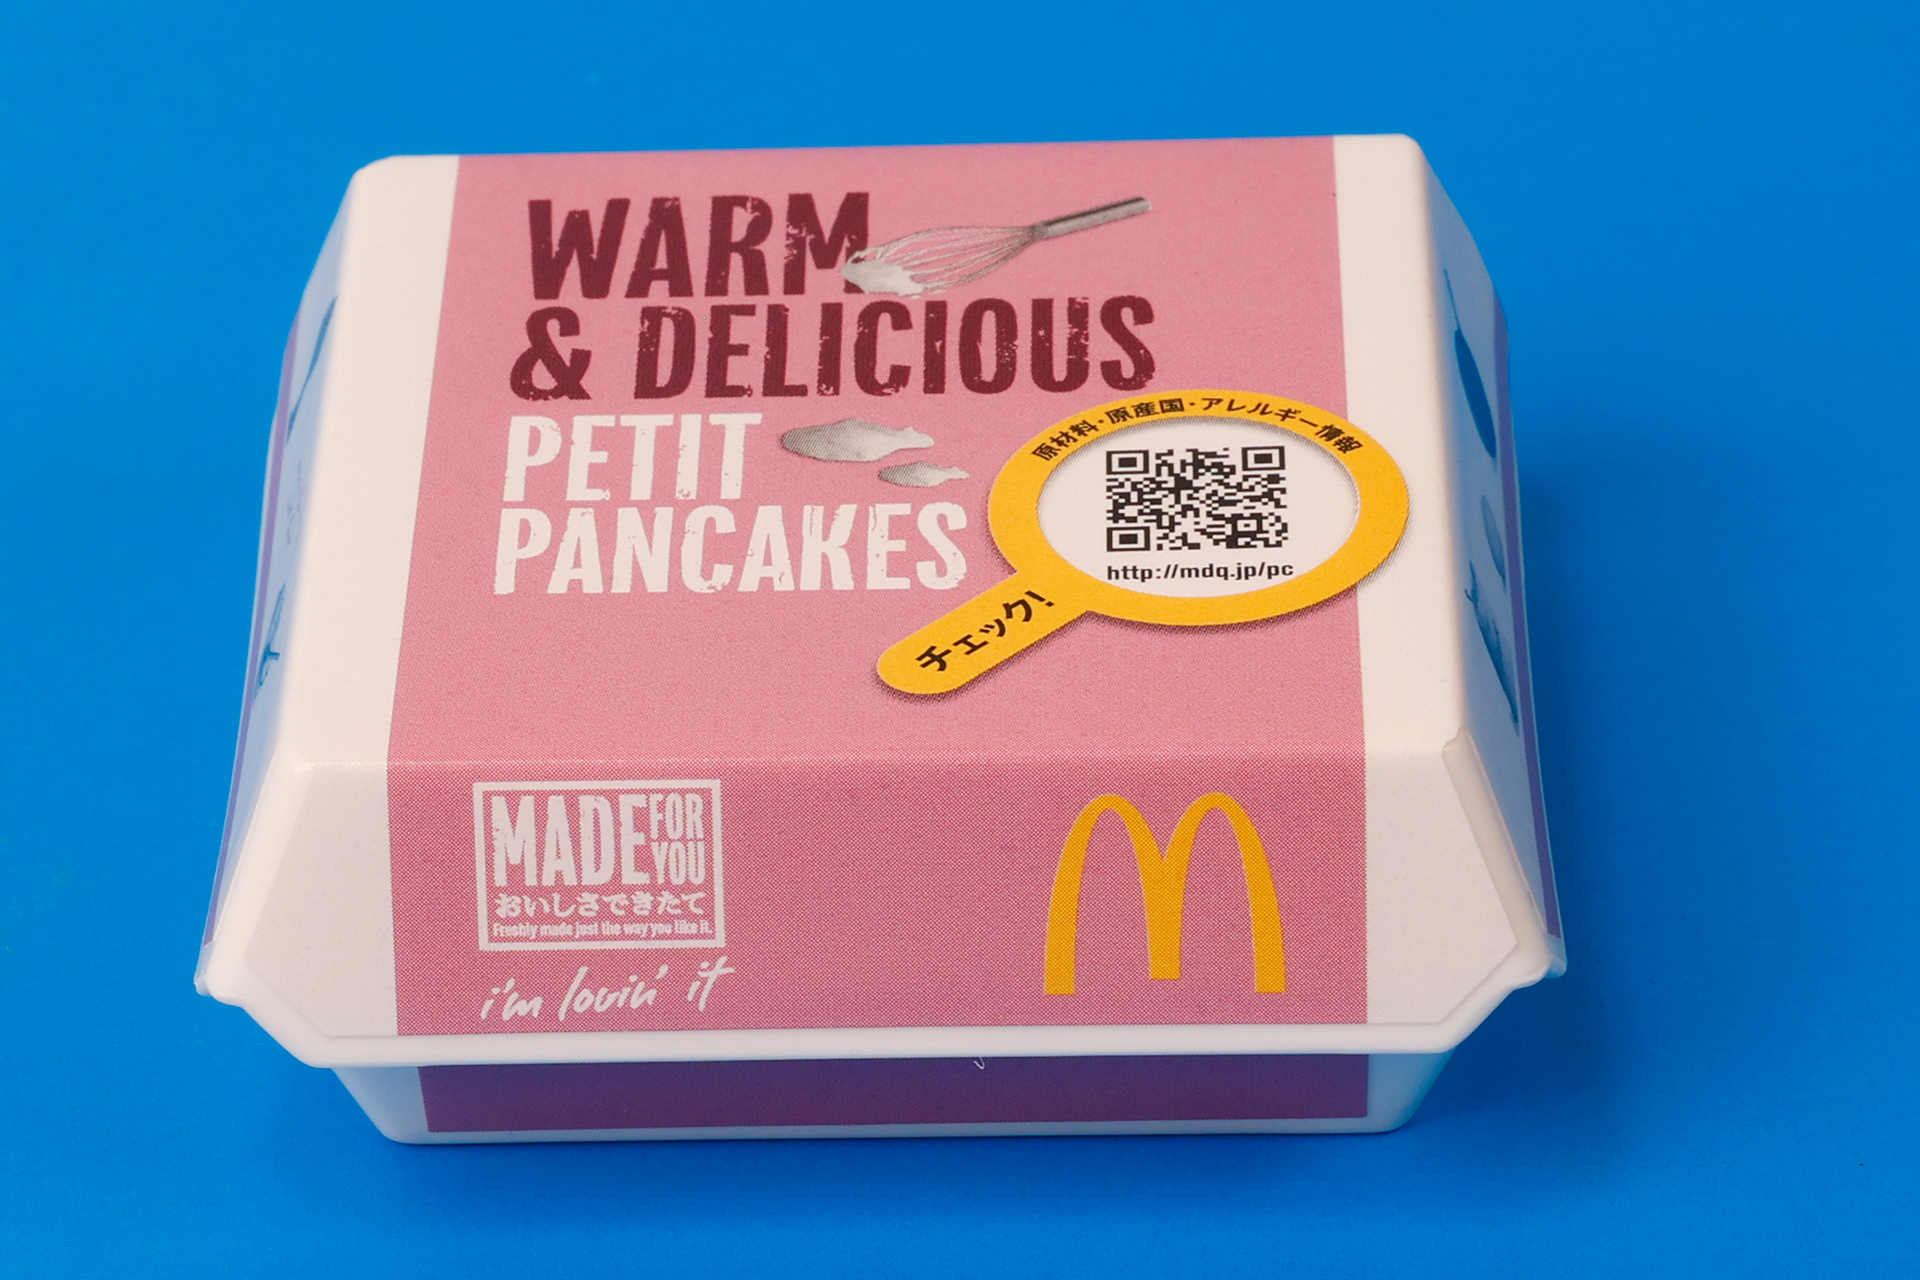 WARM
& DELICIOUS
PETIT
PANCAKES
原材料・原産国・アレルギー情報
http://mdq.jp/pc
チェック!
MADE FOR YOU
おいしさできたて
Freshly made just the way you like it.
i'm lovin' it
M